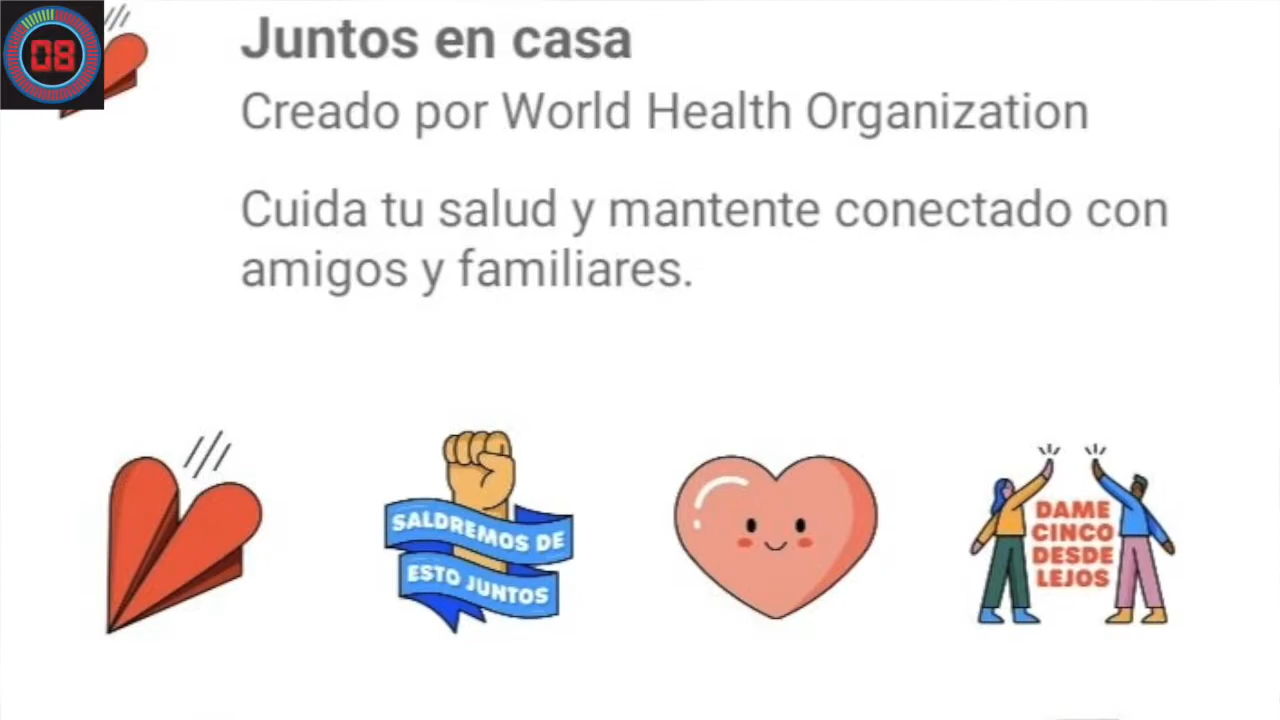 08
Juntos en casa
Creado por World Health Organization
Cuida tu salud y mantente conectado con
amigos y familiares.
SALDREMOS DE
ESTO JUNTOS
DAME
CINCO
DESDE
LEJOS